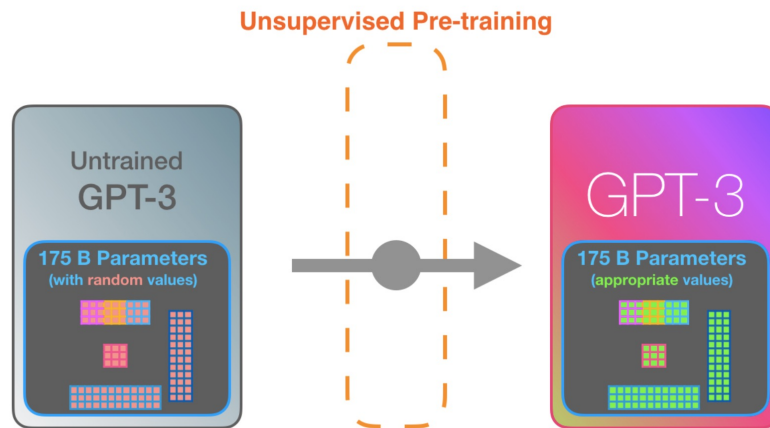 Unsupervised Pre-training
Untrained
GPT-3
175 B Parameters
(with random values)
GPT-3
175 B Parameters
(appropriate values)